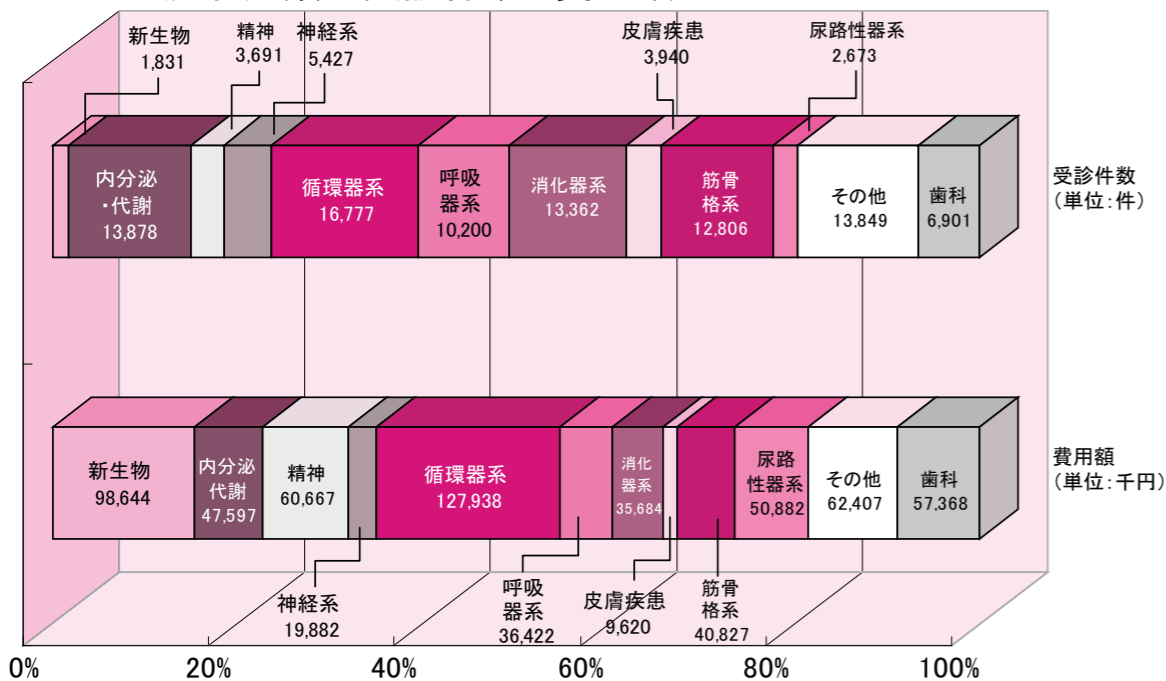 新生物
1,831
精神
3,691
神経系
5,427
皮膚疾患
3,940
尿路性器系
2,673
内分泌
・代謝
13,878
循環器系
16,777
呼吸
器系
10,200
消化器系
13,362
筋骨
格系
12,806
その他
13,849
歯科
6,901
受診件数
(単位:件)
新生物
98,644
内分泌
代謝
47,597
精神
60,667
循環器系
127,938
消化
器系
35,684
尿路
性器系
50,882
その他
62,407
歯科
57,368
費用額
(単位:千円)
神経系
19,882
呼吸
器系
36,422
皮膚疾患
9,620
筋骨
格系
40,827
0%
20%
40%
60%
80%
100%